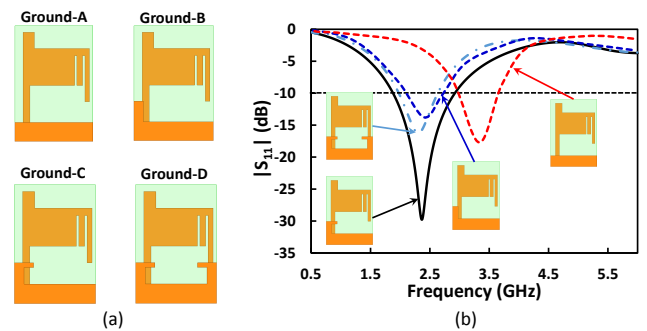 Ground-A
Ground-B
Ground-C
Ground-D
(a)
0
-5
-10
-15
-20
-25
-30
-35
|S11| (dB)
0.5
1.5
2.5
3.5
4.5
5.5
Frequency (GHz)
(b)